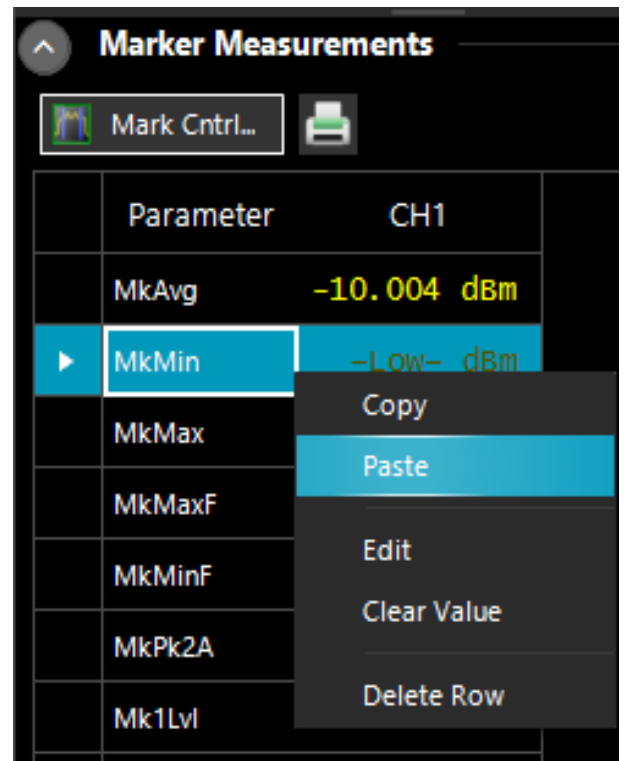 Marker Measurements
Mark Cntrl...
Parameter CH1
MkAvg -10.004 dBm
MkMin -Low- dBm
MkMax
MkMaxF
MkMinF
MkPk2A
Mk1Lvl
Copy
Paste
Edit
Clear Value
Delete Row